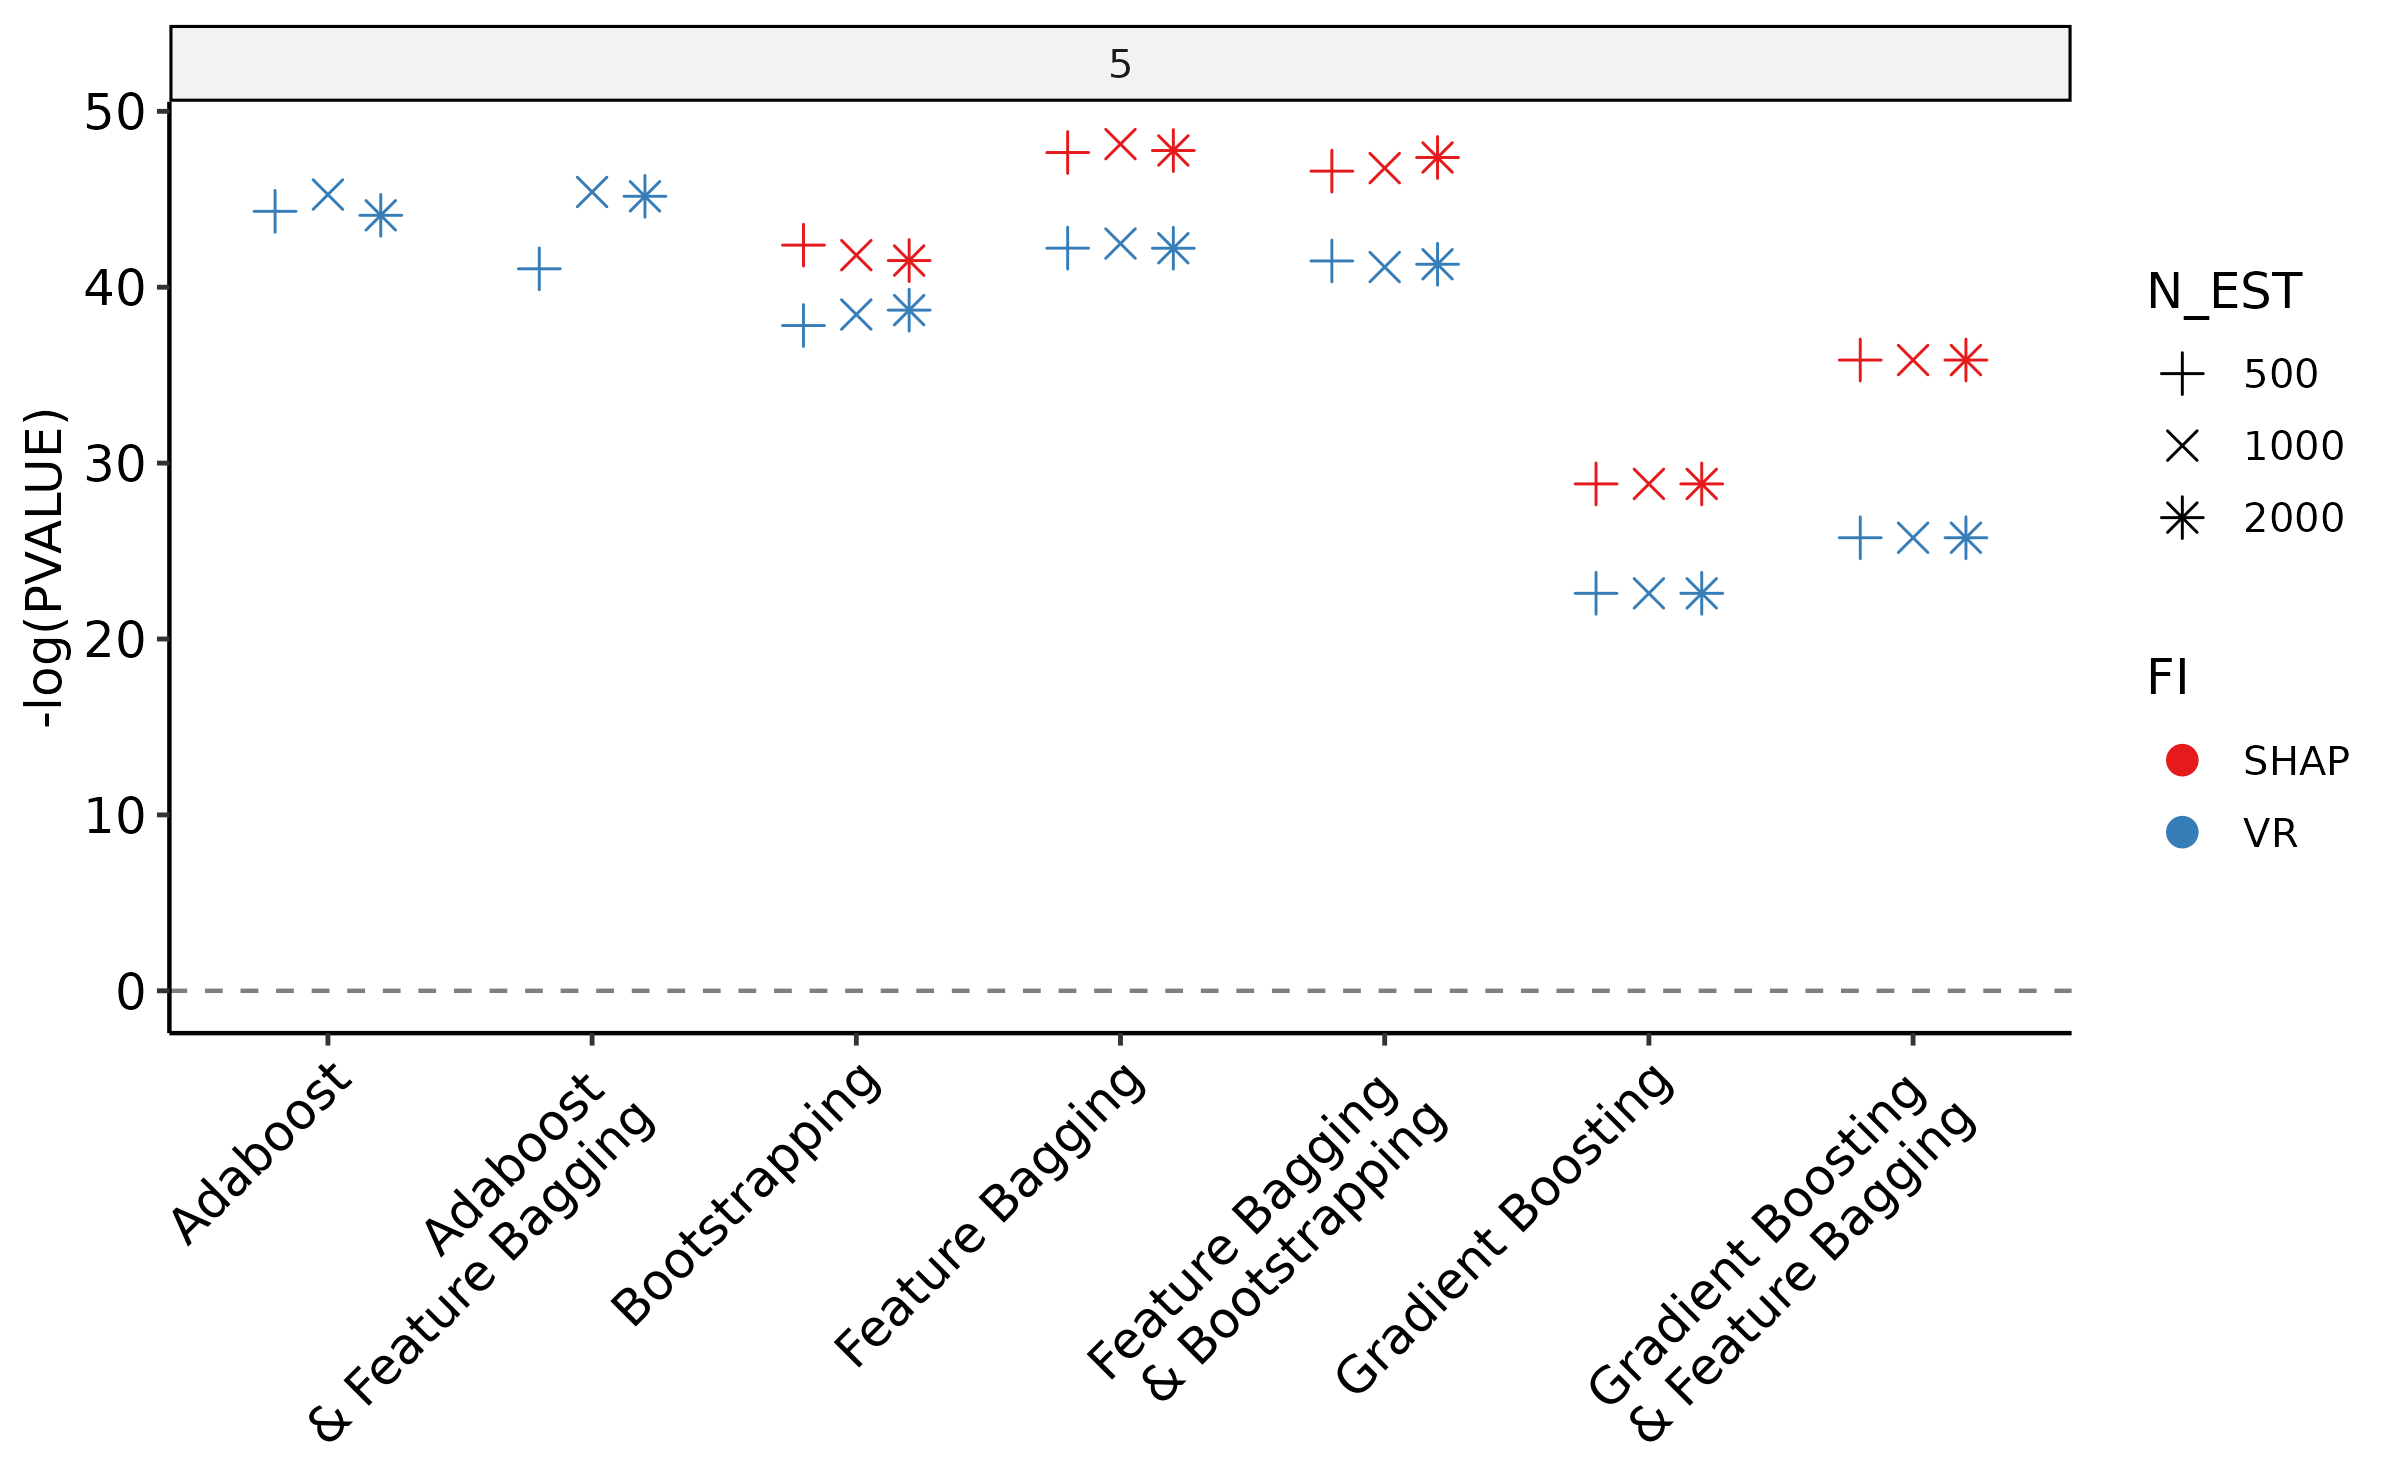 5
50
40
30
20
10
0
-log(PVALUE)
Adaboost
Adaboost
& Feature Bagging
Bootstrapping
Feature Bagging
Feature Bagging
& Bootstrapping
Gradient Boosting
Gradient Boosting
& Feature Bagging
N_EST
500
1000
2000
FI
SHAP
VR